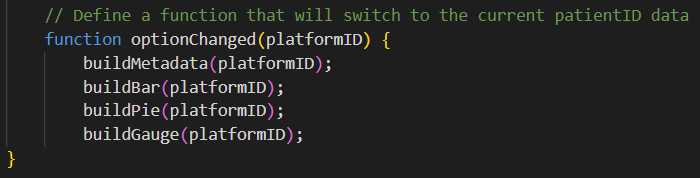 // Define a function that will switch to the current patientID data
function optionChanged(platformID) {
buildMetadata(platformID);
buildBar(platformID);
buildPie(platformID);
buildGauge(platformID);
}